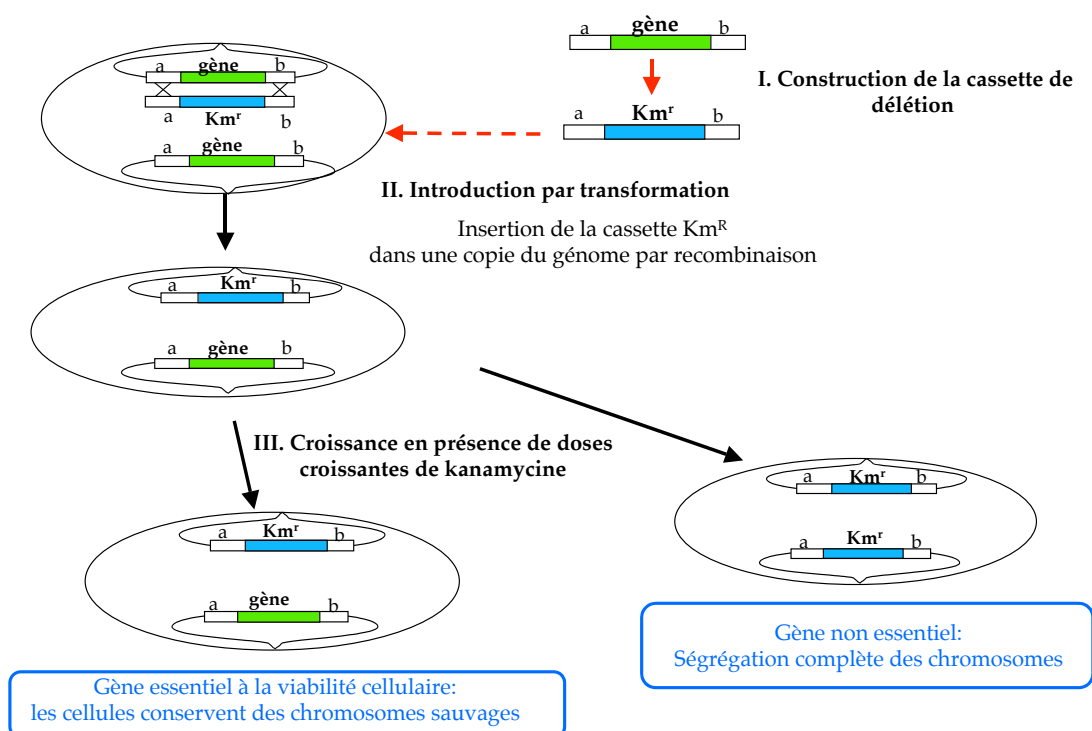 a gène b
a gène b
I. Construction de la cassette de
délétion
Kmʳ
a b
a Kmʳ b
a gène b
II. Introduction par transformation
Insertion de la cassette Kmᴿ
dans une copie du génome par recombinaison
a Kmʳ b
a gène b
III. Croissance en présence de doses
croissantes de kanamycine
a Kmʳ b
a gène b
a Kmʳ b
a Kmʳ b
Gène essentiel à la viabilité cellulaire:
les cellules conservent des chromosomes sauvages
Gène non essentiel:
Ségrégation complète des chromosomes